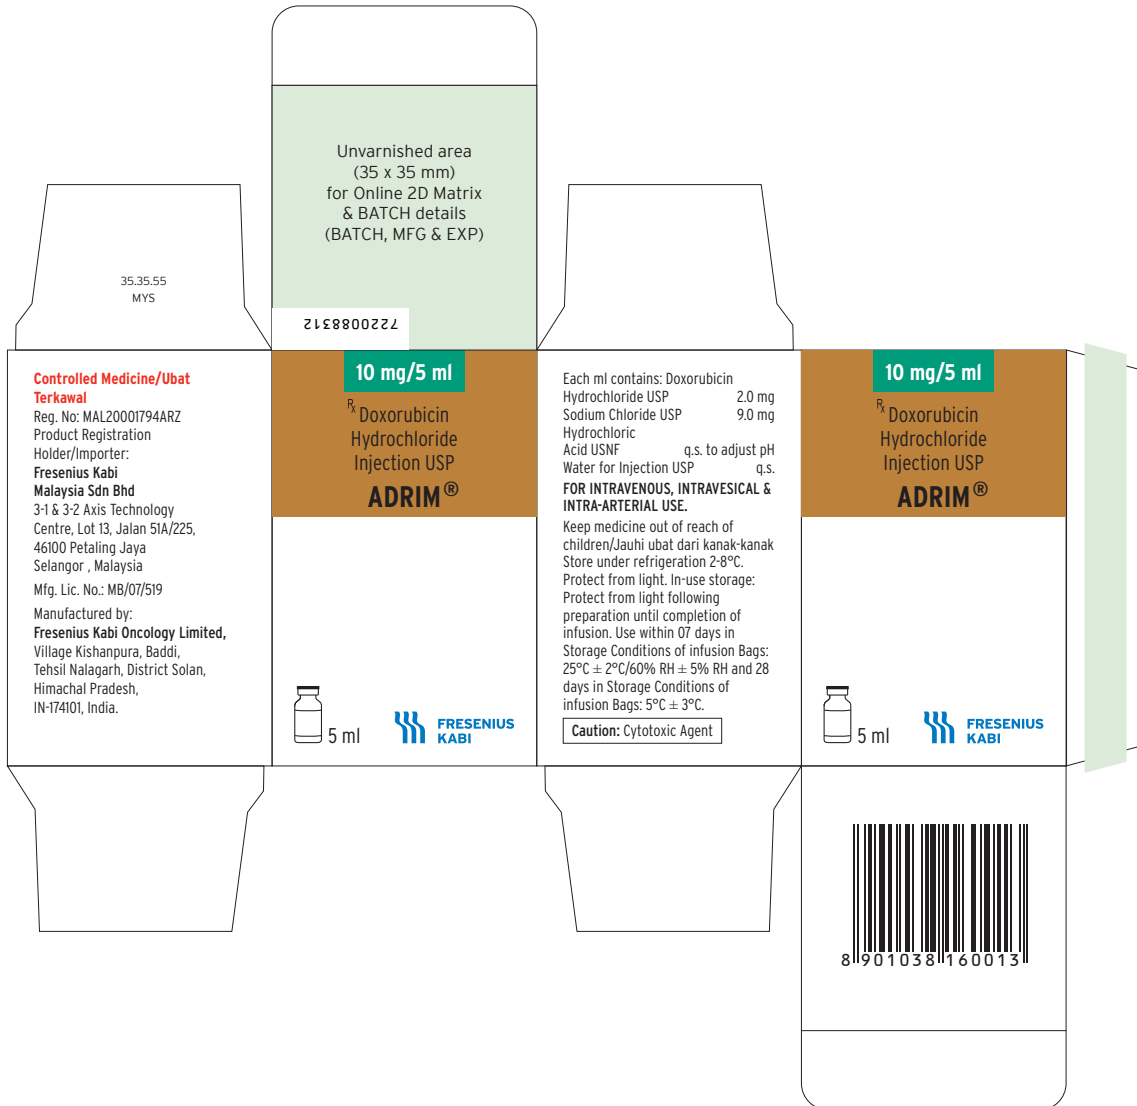 Unvarnished area
(35 x 35 mm)
for Online 2D Matrix
& BATCH details
(BATCH, MFG & EXP)
7220088312
35.35.55
MYS
Controlled Medicine/Ubat
Terkawal
Reg. No: MAL20001794ARZ
Product Registration
Holder/Importer:
Fresenius Kabi
Malaysia Sdn Bhd
3-1 & 3-2 Axis Technology
Centre, Lot 13, Jalan 51A/225,
46100 Petaling Jaya
Selangor , Malaysia
Mfg. Lic. No.: MB/07/519
Manufactured by:
Fresenius Kabi Oncology Limited,
Village Kishanpura, Baddi,
Tehsil Nalagarh, District Solan,
Himachal Pradesh,
IN-174101, India.
10 mg/5 ml
Rx Doxorubicin
Hydrochloride
Injection USP
ADRIM®
5 ml
FRESENIUS
KABI
Each ml contains: Doxorubicin
Hydrochloride USP 2.0 mg
Sodium Chloride USP 9.0 mg
Hydrochloric
Acid USNF q.s. to adjust pH
Water for Injection USP q.s.
FOR INTRAVENOUS, INTRAVESICAL &
INTRA-ARTERIAL USE.
Keep medicine out of reach of
children/Jauhi ubat dari kanak-kanak
Store under refrigeration 2-8°C.
Protect from light. In-use storage:
Protect from light following
preparation until completion of
infusion. Use within 07 days in
Storage Conditions of infusion Bags:
25°C ± 2°C/60% RH ± 5% RH and 28
days in Storage Conditions of
infusion Bags: 5°C ± 3°C.
Caution: Cytotoxic Agent
10 mg/5 ml
Rx Doxorubicin
Hydrochloride
Injection USP
ADRIM®
5 ml
FRESENIUS
KABI
8 901038 160013